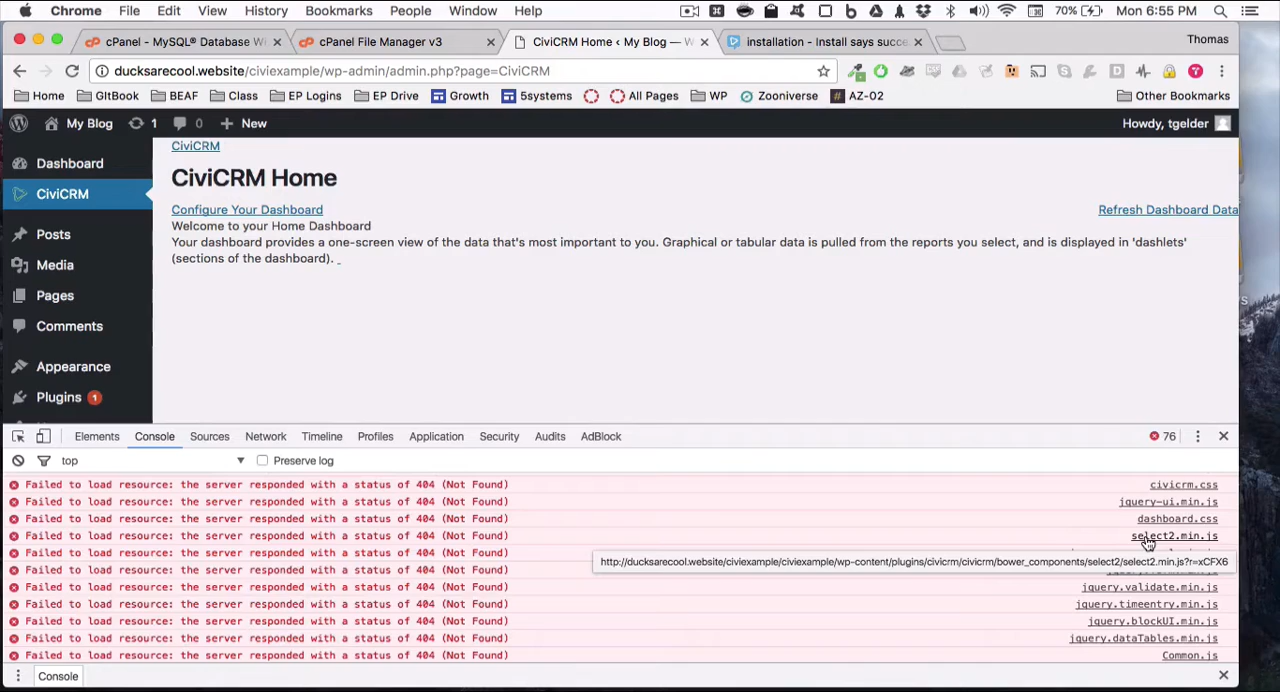 Chrome File Edit View History Bookmarks People Window Help 70% Mon 6:55 PM
cPanel - MySQL® Database W cPanel File Manager v3 CiviCRM Home ‹ My Blog — W installation - Install says succe Thomas
ducksarecool.website/civiexample/wp-admin/admin.php?page=CiviCRM
Home GltBook BEAF Class EP Logins EP Drive Growth 5systems All Pages WP Zooniverse # AZ-02 Other Bookmarks
My Blog 1 0 + New Howdy, tgelder
Dashboard
CiviCRM
Posts
Media
Pages
Comments
Appearance
Plugins 1
CiviCRM
CiviCRM Home
Configure Your Dashboard Refresh Dashboard Data
Welcome to your Home Dashboard
Your dashboard provides a one-screen view of the data that's most important to you. Graphical or tabular data is pulled from the reports you select, and is displayed in 'dashlets'
(sections of the dashboard).
Elements Console Sources Network Timeline Profiles Application Security Audits AdBlock 76
top Preserve log
Failed to load resource: the server responded with a status of 404 (Not Found) civicrm.css
Failed to load resource: the server responded with a status of 404 (Not Found) jquery-ui.min.js
Failed to load resource: the server responded with a status of 404 (Not Found) dashboard.css
Failed to load resource: the server responded with a status of 404 (Not Found) select2.min.js
Failed to load resource: the server responded with a status of 404 (Not Found)
http://ducksarecool.website/civiexample/civiexample/wp-content/plugins/civicrm/civicrm/bower_components/select2/select2.min.js?r=xCFX6
Failed to load resource: the server responded with a status of 404 (Not Found)
Failed to load resource: the server responded with a status of 404 (Not Found) jquery.validate.min.js
Failed to load resource: the server responded with a status of 404 (Not Found) jquery.timeentry.min.js
Failed to load resource: the server responded with a status of 404 (Not Found) jquery.blockUI.min.js
Failed to load resource: the server responded with a status of 404 (Not Found) jquery.dataTables.min.js
Failed to load resource: the server responded with a status of 404 (Not Found) Common.js
Console